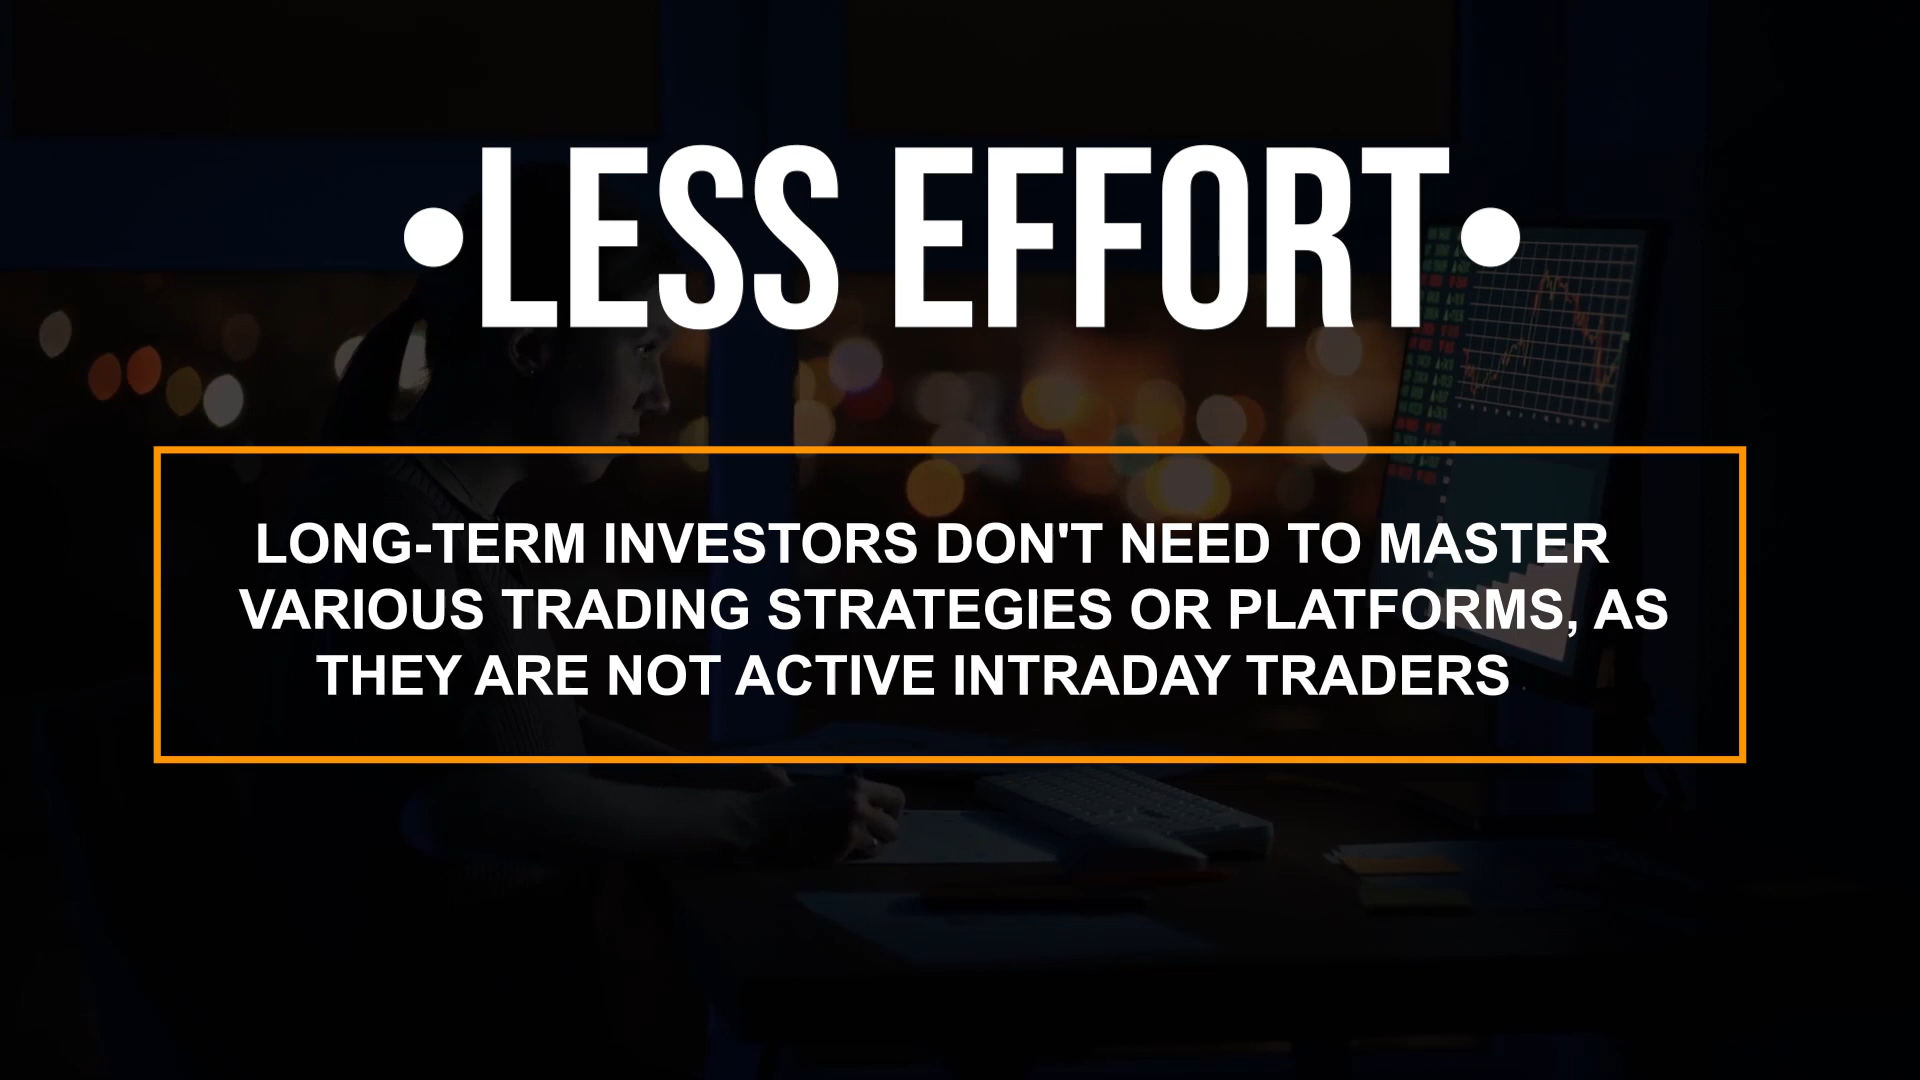 •LESS EFFORT•
LONG-TERM INVESTORS DON'T NEED TO MASTER
VARIOUS TRADING STRATEGIES OR PLATFORMS, AS
THEY ARE NOT ACTIVE INTRADAY TRADERS